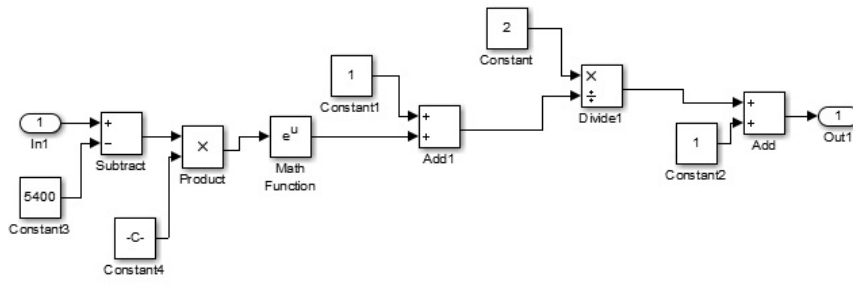 2
Constant
×
÷
Divide1
1
Constant1
+
+
Add1
1
In1
+
−
Subtract
×
Product
e^u
Math
Function
5400
Constant3
-C-
Constant4
1
Constant2
+
+
Add
1
Out1